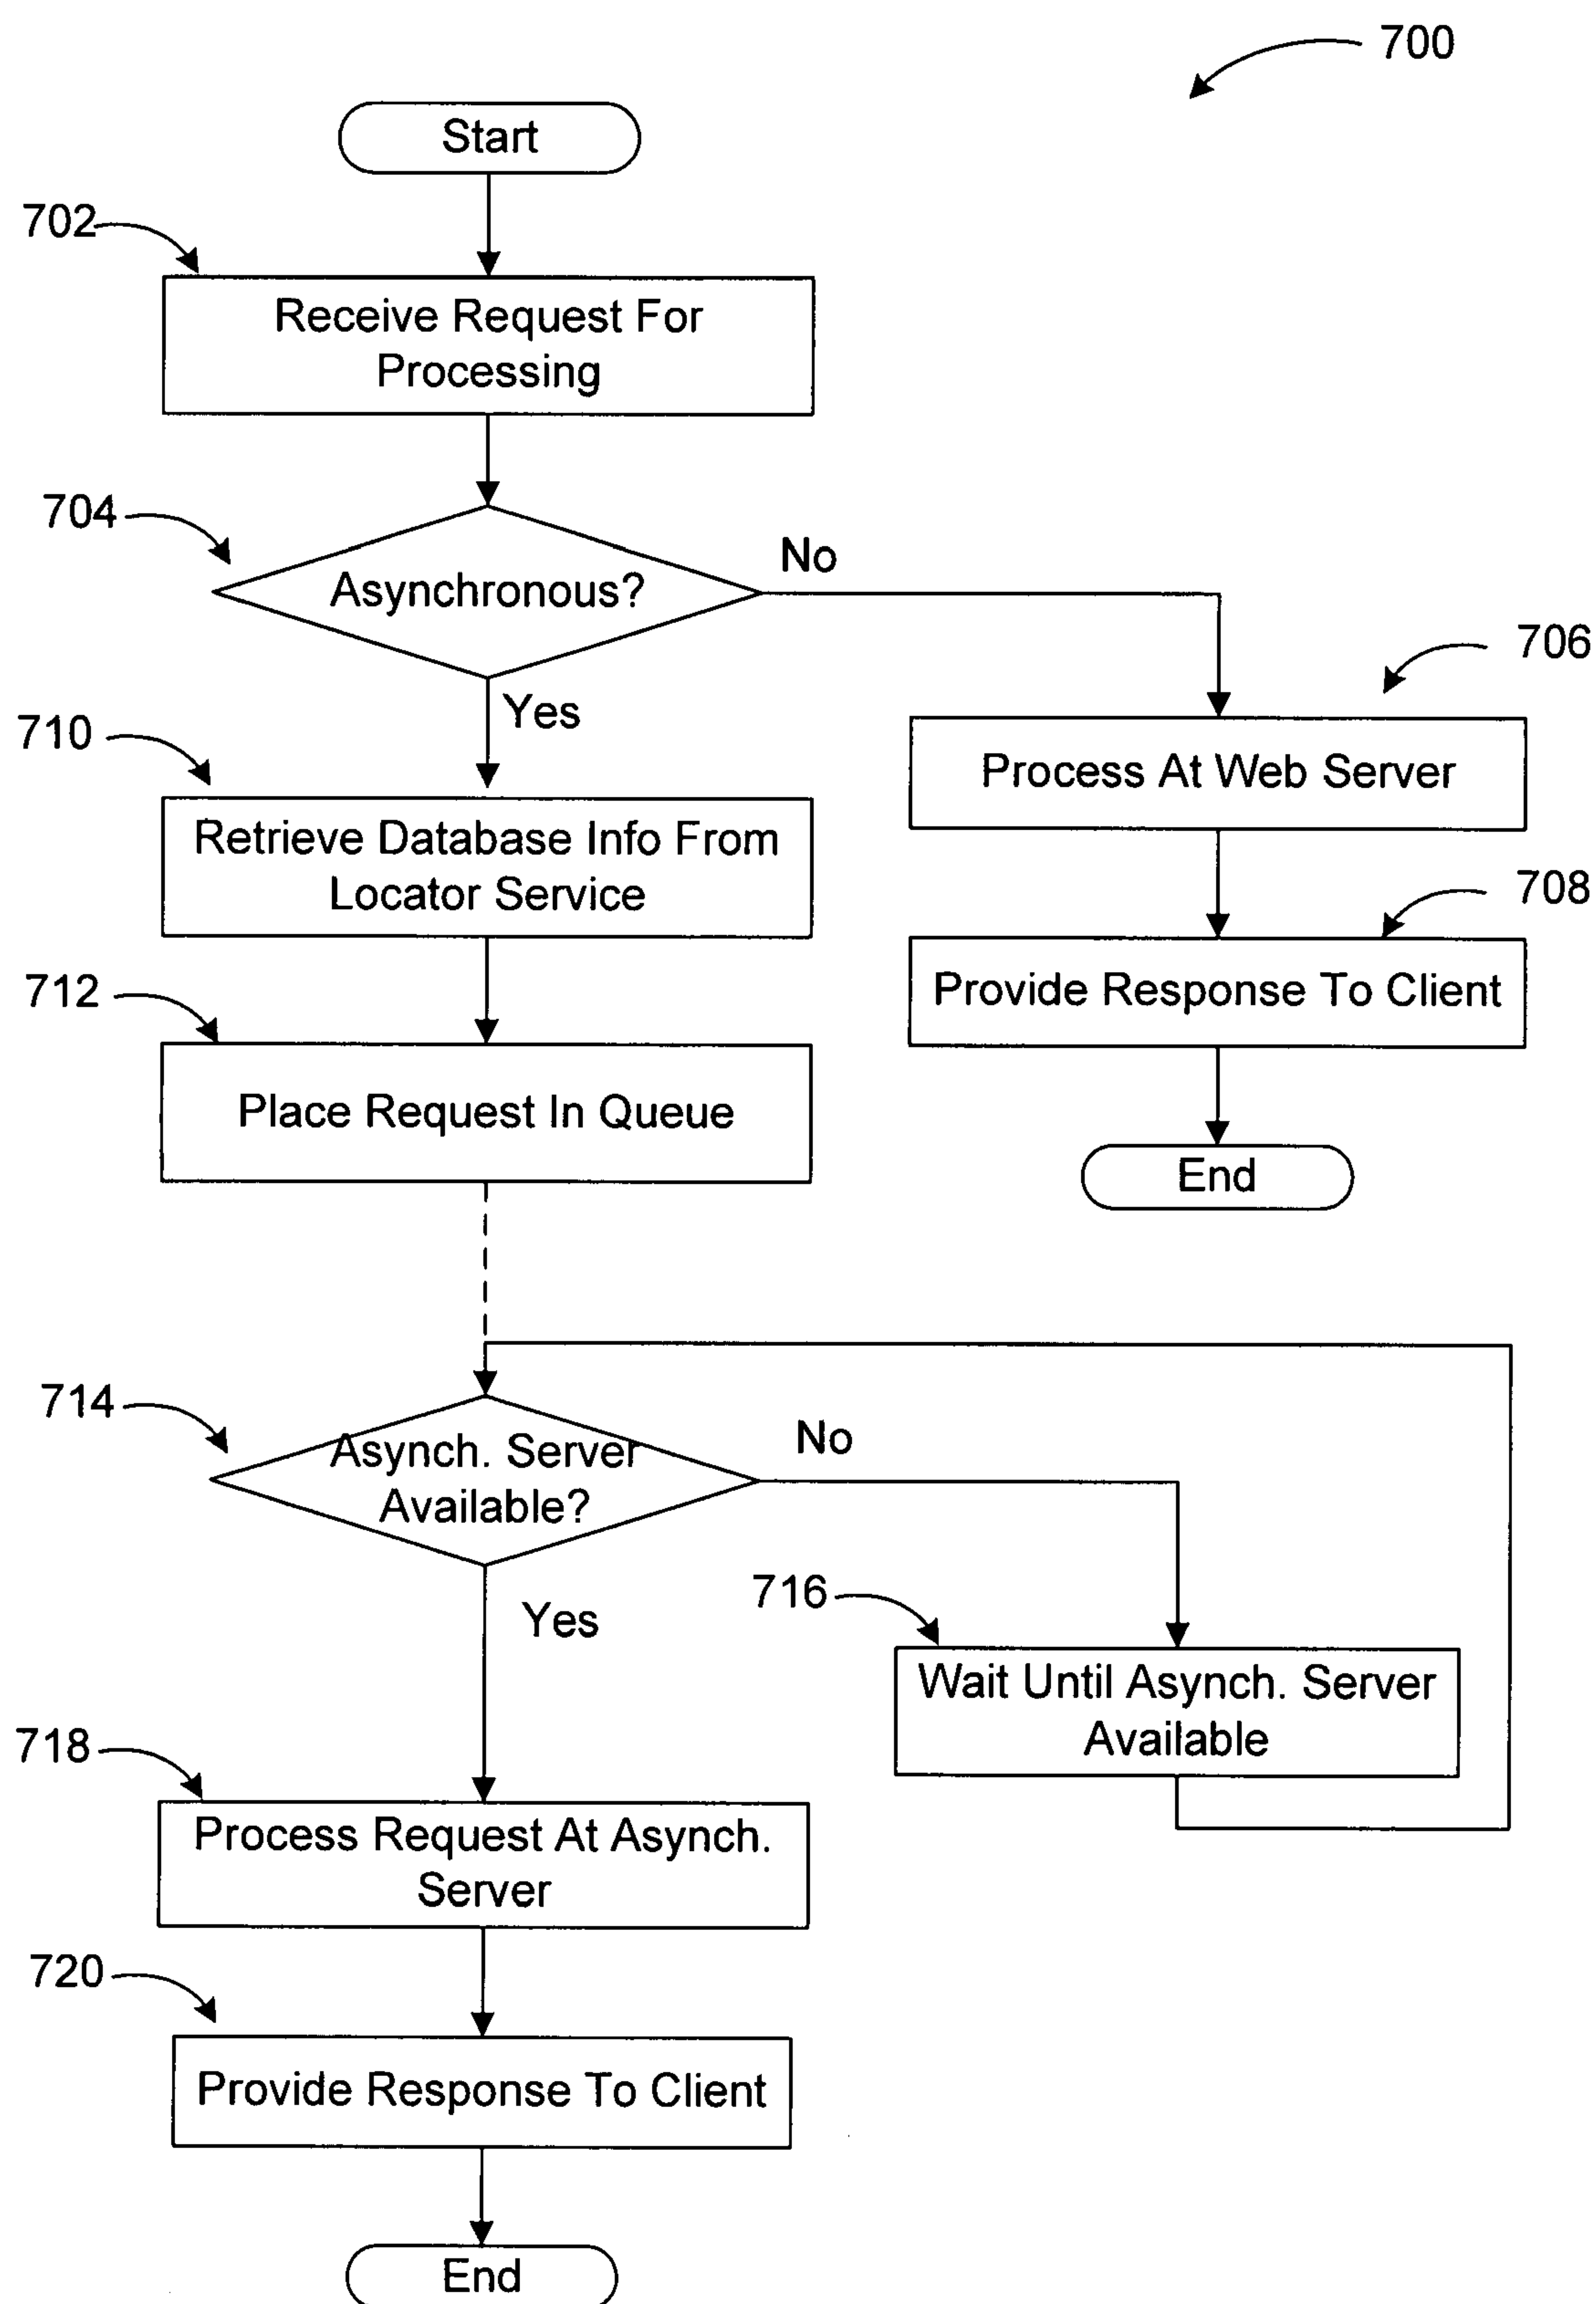 700
Start
702
Receive Request For
Processing
704
Asynchronous?
No
Yes
706
Process At Web Server
710
Retrieve Database Info From
Locator Service
708
Provide Response To Client
712
Place Request In Queue
End
714
Asynch. Server
Available?
No
Yes
716
Wait Until Asynch. Server
Available
718
Process Request At Asynch.
Server
720
Provide Response To Client
End